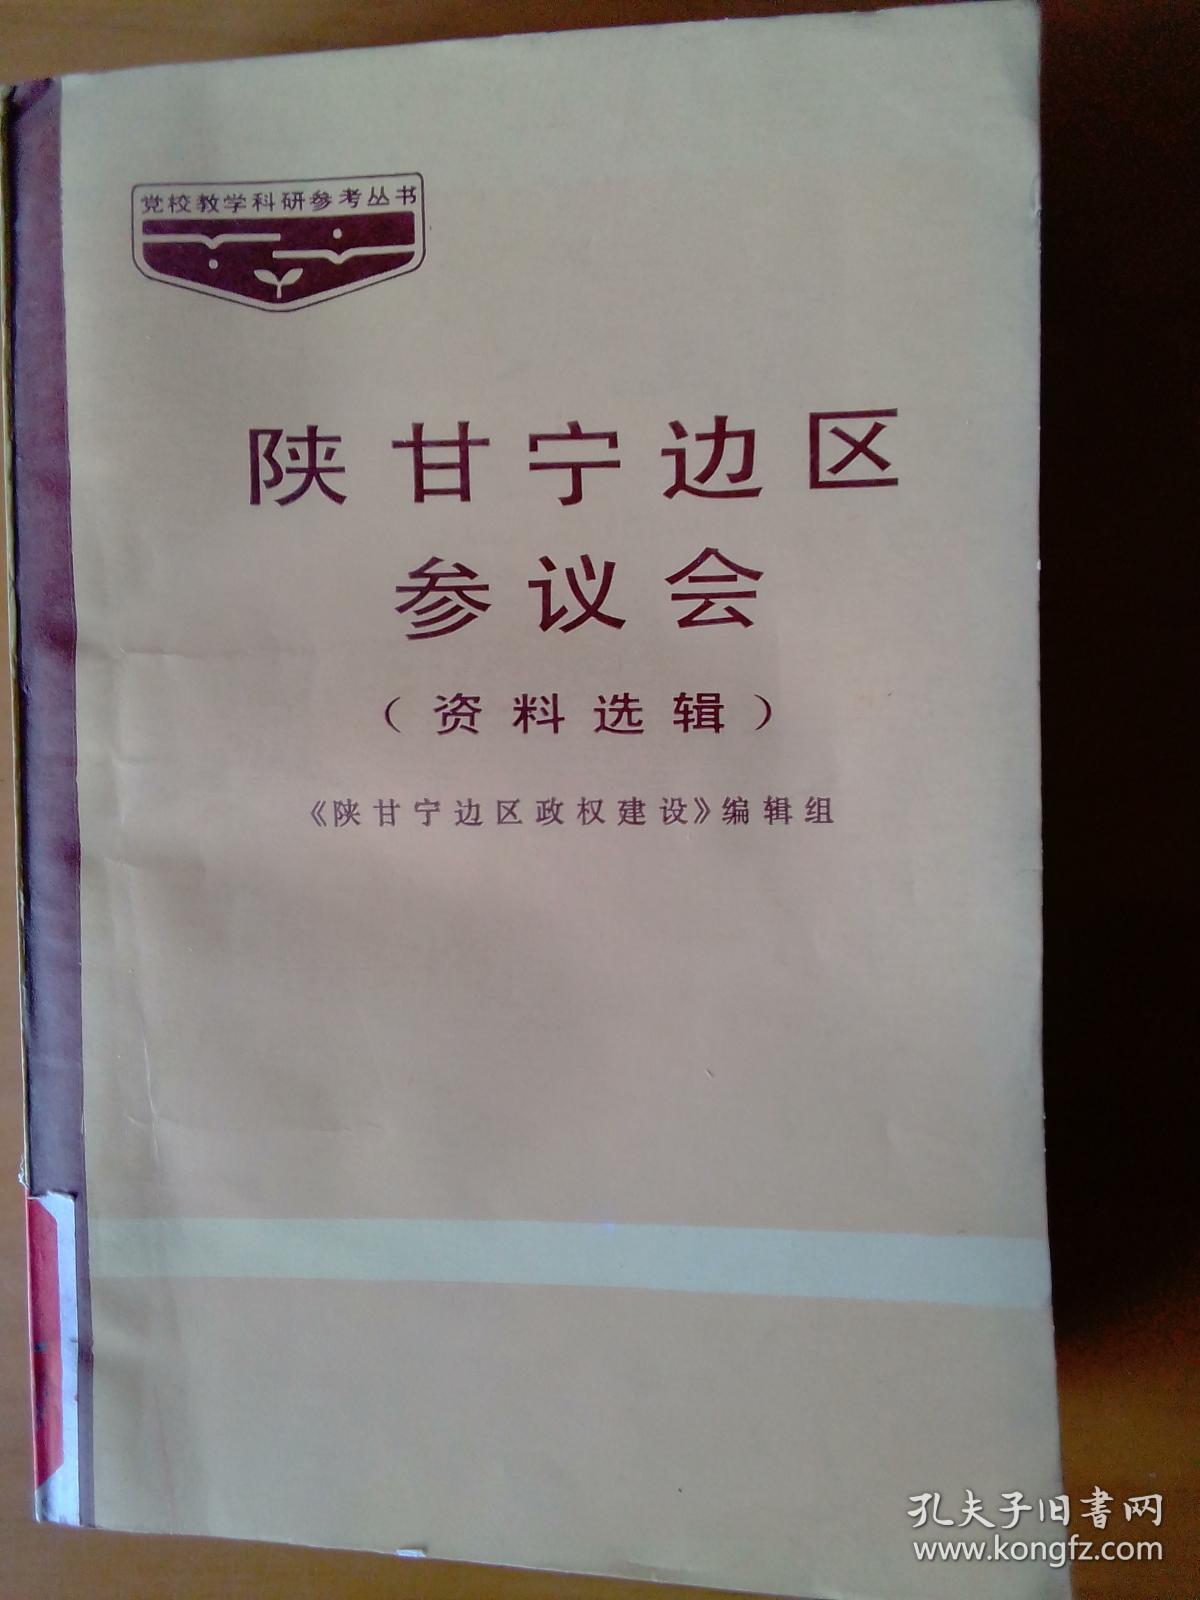 党校教学科研参考丛书
陕甘宁边区
参议会
（资料选辑）
《陕甘宁边区政权建设》编辑组
孔夫子旧書网
www.kongfz.com